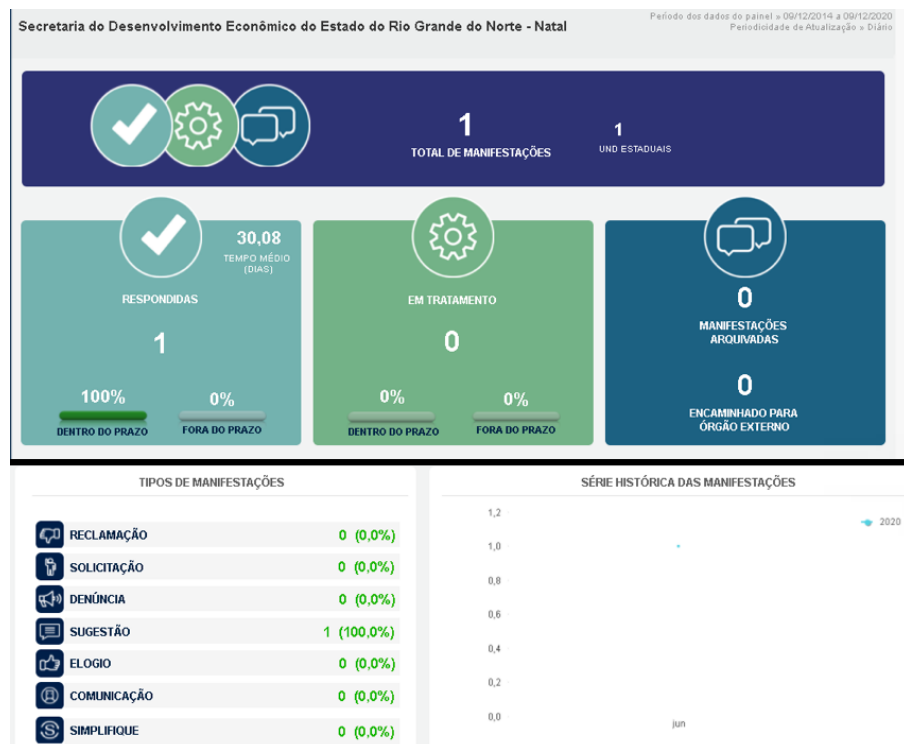 Secretaria do Desenvolvimento Econômico do Estado do Rio Grande do Norte - Natal
Período dos dados do painel » 09/12/2014 a 09/12/2020
Periodicidade de Atualização » Diário
1
TOTAL DE MANIFESTAÇÕES
1
UND ESTADUAIS
30,08
TEMPO MÉDIO
(DIAS)
RESPONDIDAS
1
100%
DENTRO DO PRAZO
0%
FORA DO PRAZO
EM TRATAMENTO
0
0%
DENTRO DO PRAZO
0%
FORA DO PRAZO
0
MANIFESTAÇÕES
ARQUIVADAS
0
ENCAMINHADO PARA
ÓRGÃO EXTERNO
TIPOS DE MANIFESTAÇÕES
RECLAMAÇÃO 0 (0,0%)
SOLICITAÇÃO 0 (0,0%)
DENÚNCIA 0 (0,0%)
SUGESTÃO 1 (100,0%)
ELOGIO 0 (0,0%)
COMUNICAÇÃO 0 (0,0%)
SIMPLIFIQUE 0 (0,0%)
SÉRIE HISTÓRICA DAS MANIFESTAÇÕES
2020
1,2
1,0
0,8
0,6
0,4
0,2
0,0
jun